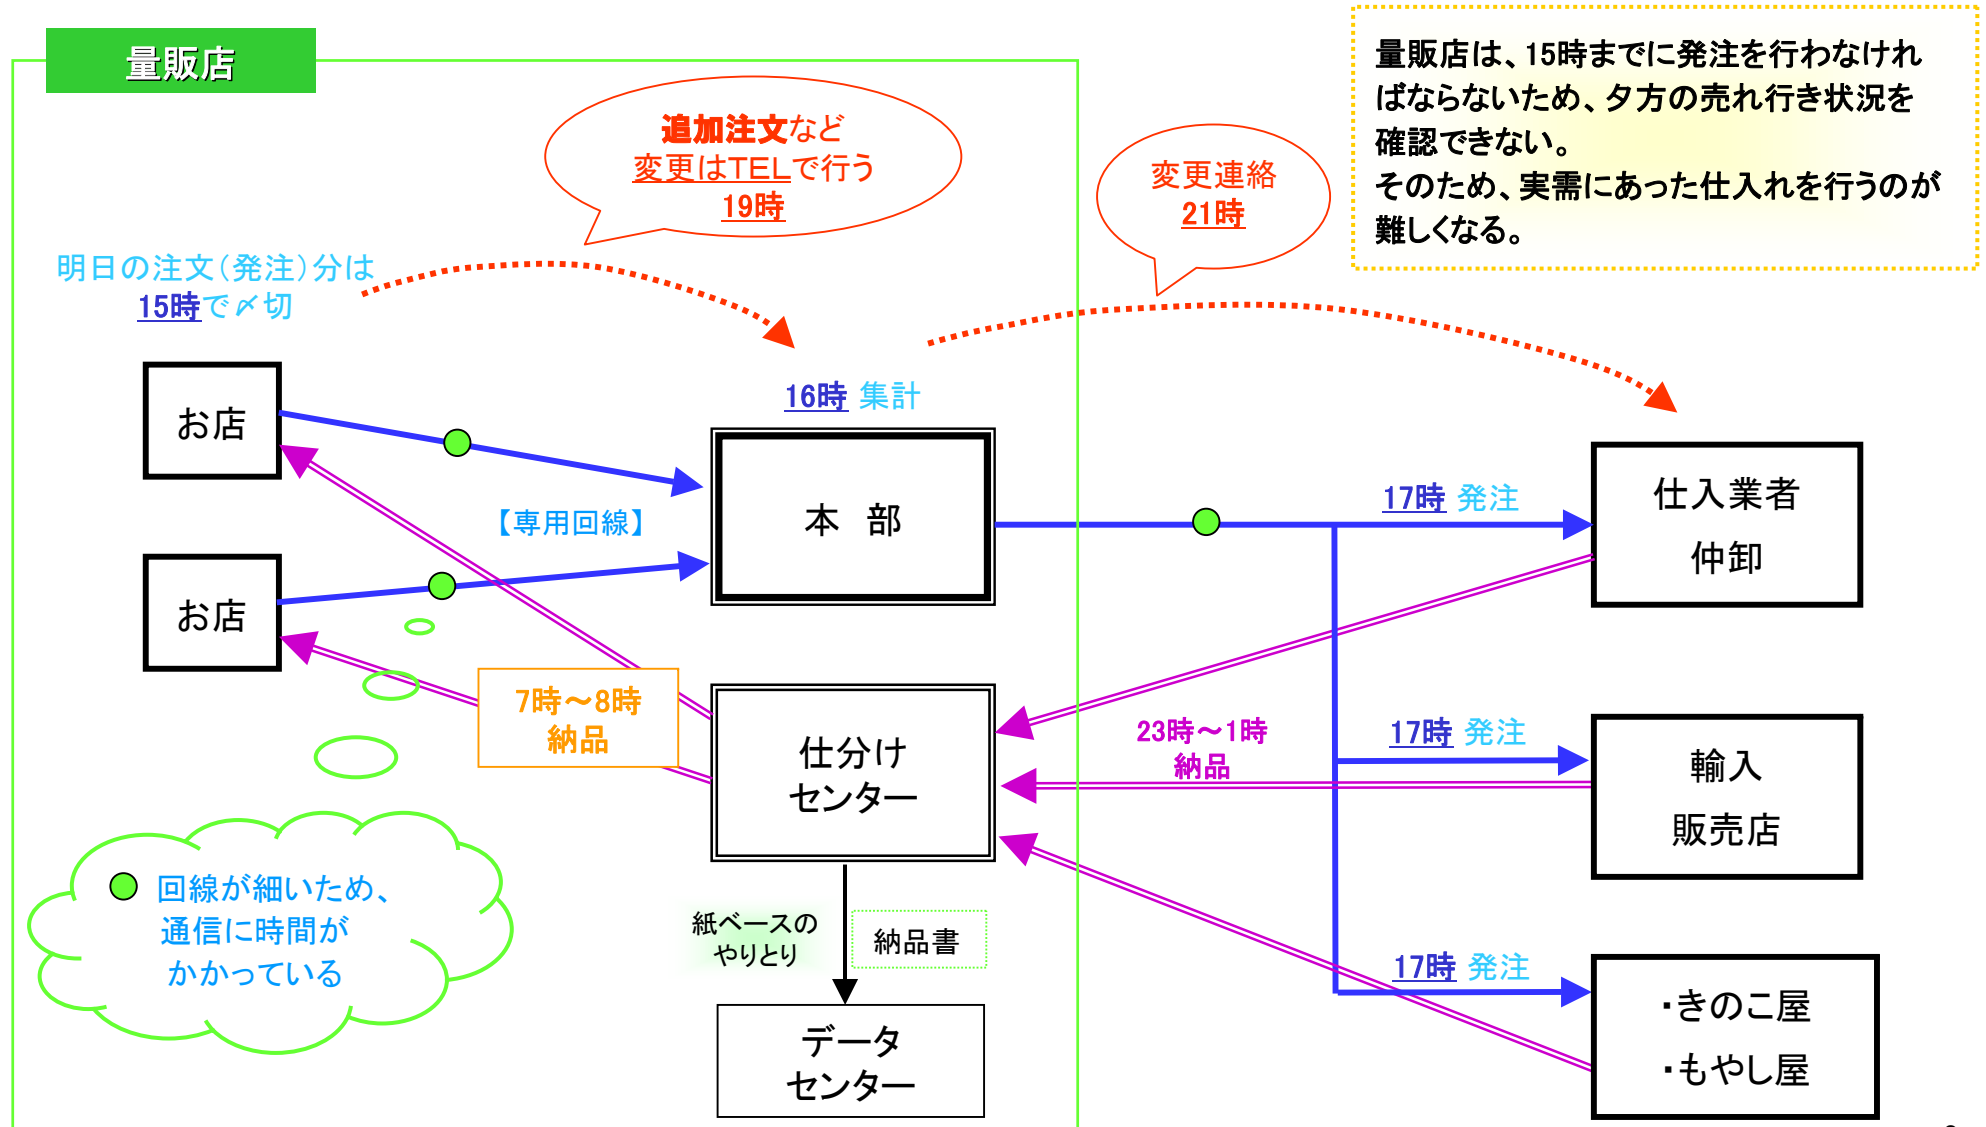 量販店
量販店は、15時までに発注を行わなけれ
ばならないため、夕方の売れ行き状況を
確認できない。
そのため、実需にあった仕入れを行うのが
難しくなる。
追加注文など
変更はTELで行う
19時
変更連絡
21時
明日の注文(発注)分は
15時で〆切
16時 集計
お店
お店
【専用回線】
本 部
17時 発注
仕入業者
仲卸
7時～8時
納品
仕分け
センター
23時～1時
納品
17時 発注
輸入
販売店
回線が細いため、
通信に時間が
かかっている
紙ベースの
やりとり
納品書
データ
センター
17時 発注
・きのこ屋
・もやし屋